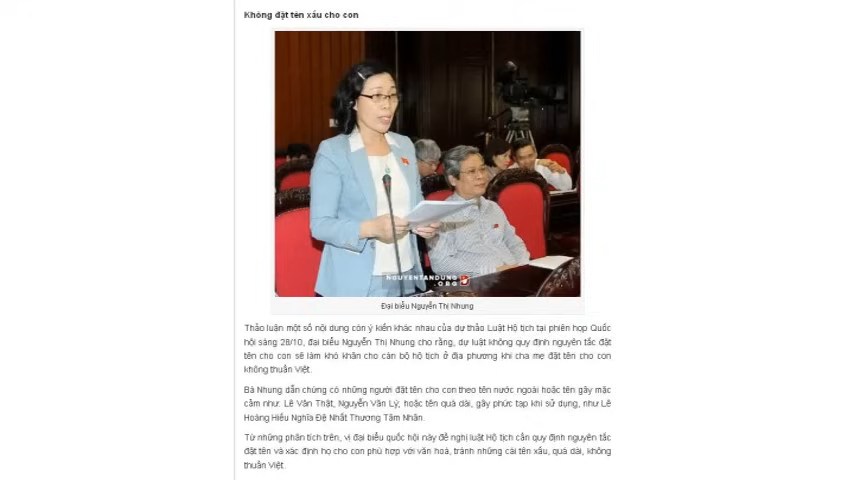 Không đặt tên xấu cho con
NGUYENTANDUNG
.ORG
Đại biểu Nguyễn Thị Nhung
Thảo luận một số nội dung còn ý kiến khác nhau của dự thảo Luật Hộ tịch tại phiên họp Quốc
hội sáng 28/10, đại biểu Nguyễn Thị Nhung cho rằng, dự luật không quy định nguyên tắc đặt
tên cho con sẽ làm khó khăn cho cán bộ hộ tịch ở địa phương khi cha mẹ đặt tên cho con
không thuần Việt.
Bà Nhung dẫn chứng có những người đặt tên cho con theo tên nước ngoài hoặc tên gây mặc
cảm như: Lê Văn Thật, Nguyễn Văn Lý, hoặc tên quá dài, gây phức tạp khi sử dụng, như Lê
Hoàng Hiếu Nghĩa Đệ Nhất Thương Tâm Nhân.
Từ những phân tích trên, vị đại biểu quốc hội này đề nghị luật Hộ tịch cần quy định nguyên tắc
đặt tên và xác định họ cho con phù hợp với văn hoá, tránh những cái tên xấu, quá dài, không
thuần Việt.